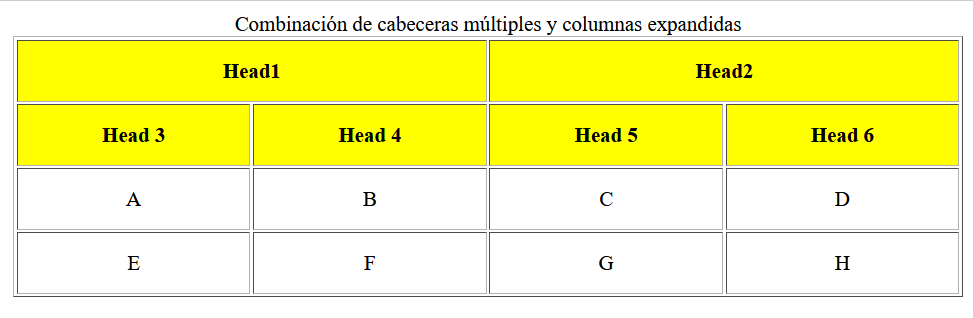 Combinación de cabeceras múltiples y columnas expandidas
Head1 Head2
Head 3 Head 4 Head 5 Head 6
A B C D
E F G H